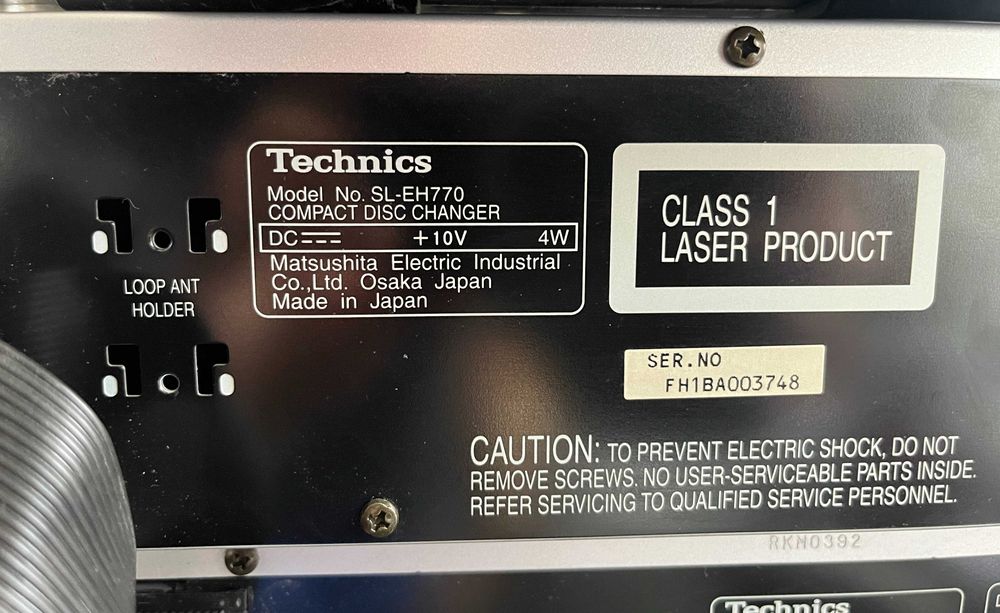 Technics
Model No. SL-EH770
COMPACT DISC CHANGER
DC +10V 4W
Matsushita Electric Industrial
Co.,Ltd. Osaka Japan
Made in Japan
CLASS 1
LASER PRODUCT
LOOP ANT
HOLDER
SER.NO
FH1BA003748
CAUTION: TO PREVENT ELECTRIC SHOCK, DO NOT
REMOVE SCREWS. NO USER-SERVICEABLE PARTS INSIDE.
REFER SERVICING TO QUALIFIED SERVICE PERSONNEL.
RKN0392
Technics